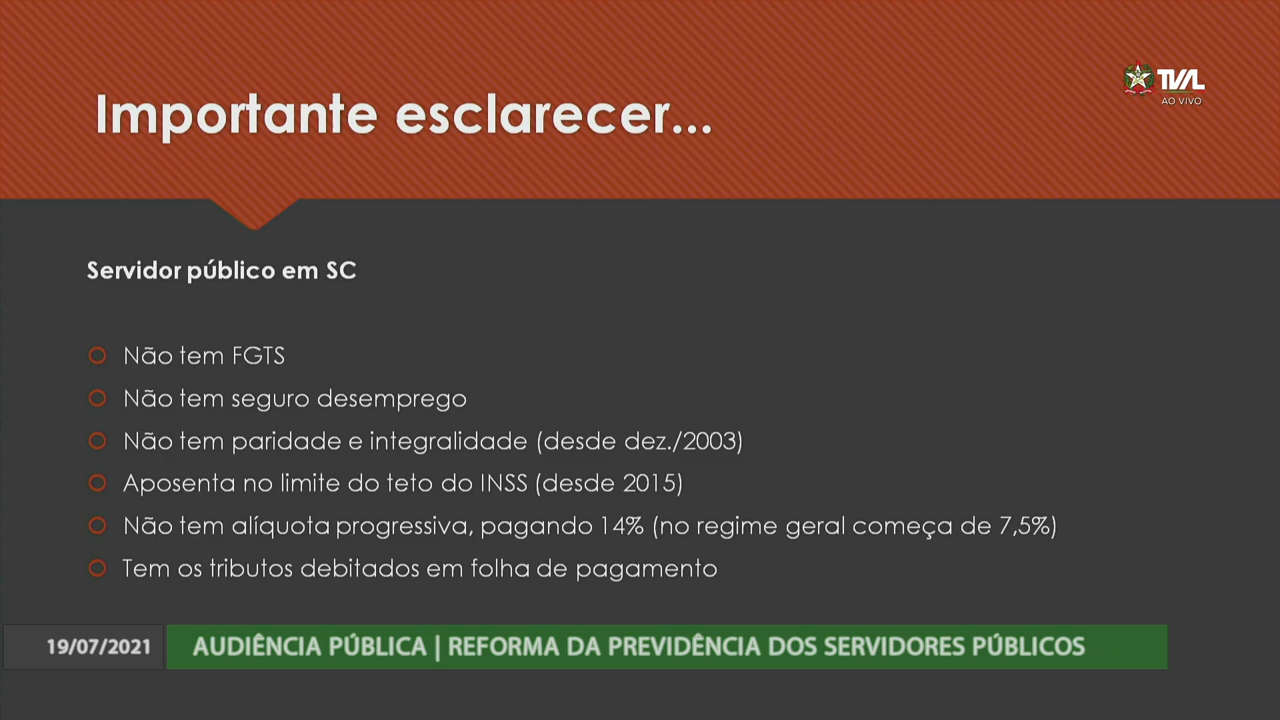 TVAL
AO VIVO
Importante esclarecer...
Servidor público em SC
Não tem FGTS
Não tem seguro desemprego
Não tem paridade e integralidade (desde dez./2003)
Aposenta no limite do teto do INSS (desde 2015)
Não tem alíquota progressiva, pagando 14% (no regime geral começa de 7,5%)
Tem os tributos debitados em folha de pagamento
19/07/2021 AUDIÊNCIA PÚBLICA | REFORMA DA PREVIDÊNCIA DOS SERVIDORES PÚBLICOS